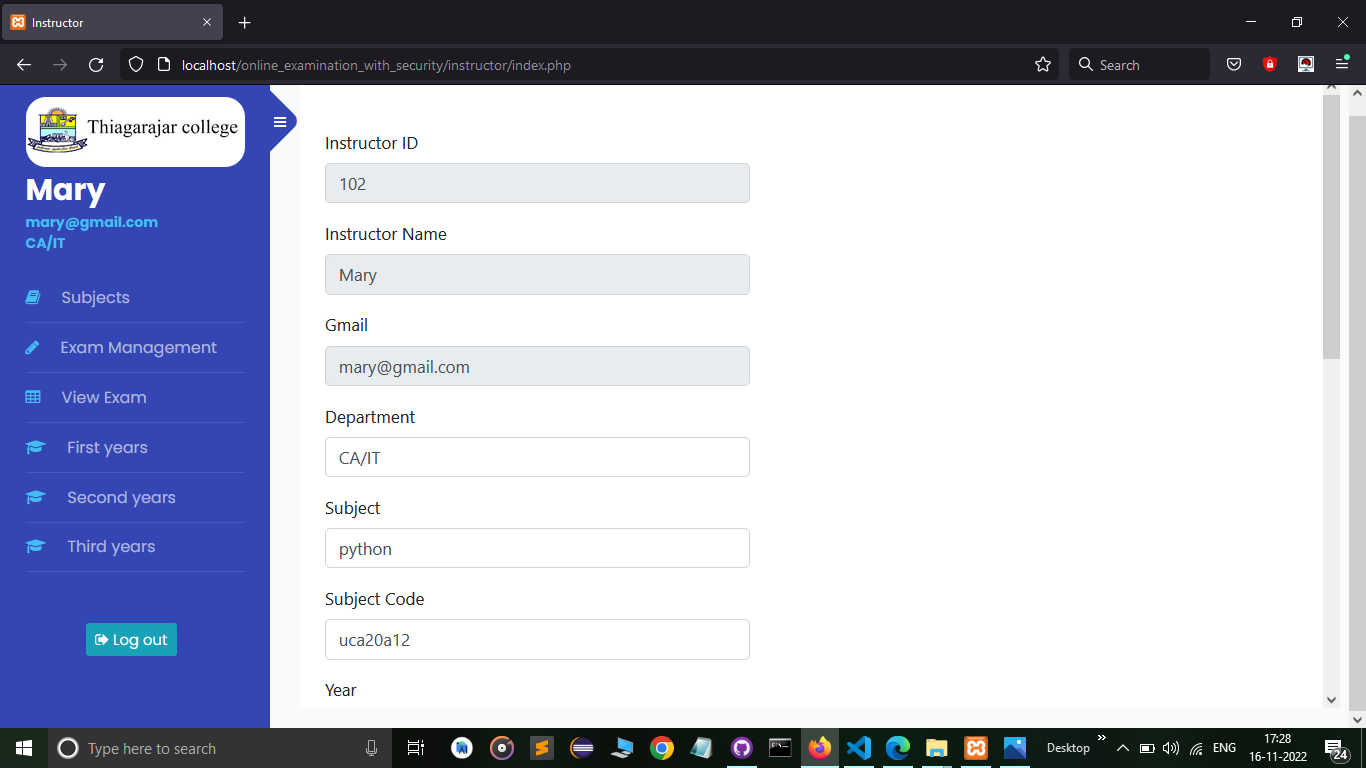 Instructor
localhost/online_examination_with_security/instructor/index.php
Search
Thiagarajar college
Mary
mary@gmail.com
CA/IT
Subjects
Exam Management
View Exam
First years
Second years
Third years
Log out
Instructor ID
102
Instructor Name
Mary
Gmail
mary@gmail.com
Department
CA/IT
Subject
python
Subject Code
uca20a12
Year
Type here to search
Desktop
ENG
17:28
16-11-2022
24